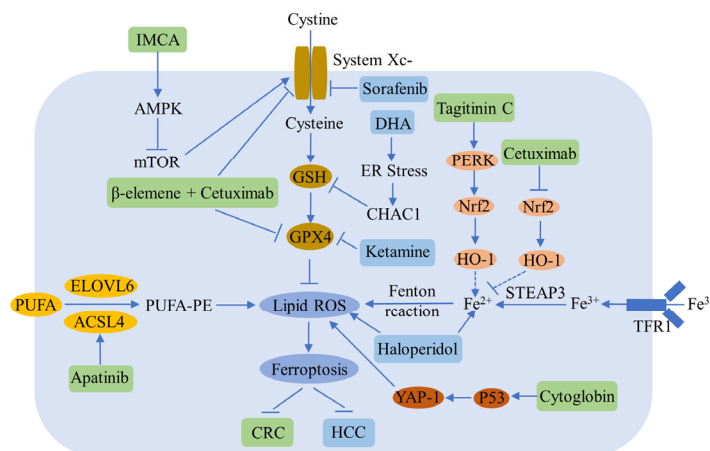 Cystine
IMCA
System Xc-
Sorafenib
AMPK
Tagitinin C
Cysteine
DHA
mTOR
PERK
Cetuximab
ER Stress
GSH
β-elemene + Cetuximab
Nrf2
Nrf2
CHAC1
GPX4
Ketamine
HO-1
HO-1
ELOVL6
PUFA
PUFA-PE
Lipid ROS
Fenton
rcaction
Fe2+
STEAP3
Fe3+
Fe3
TFR1
ACSL4
Haloperidol
Apatinib
Ferroptosis
YAP-1
P53
Cytoglobin
CRC
HCC